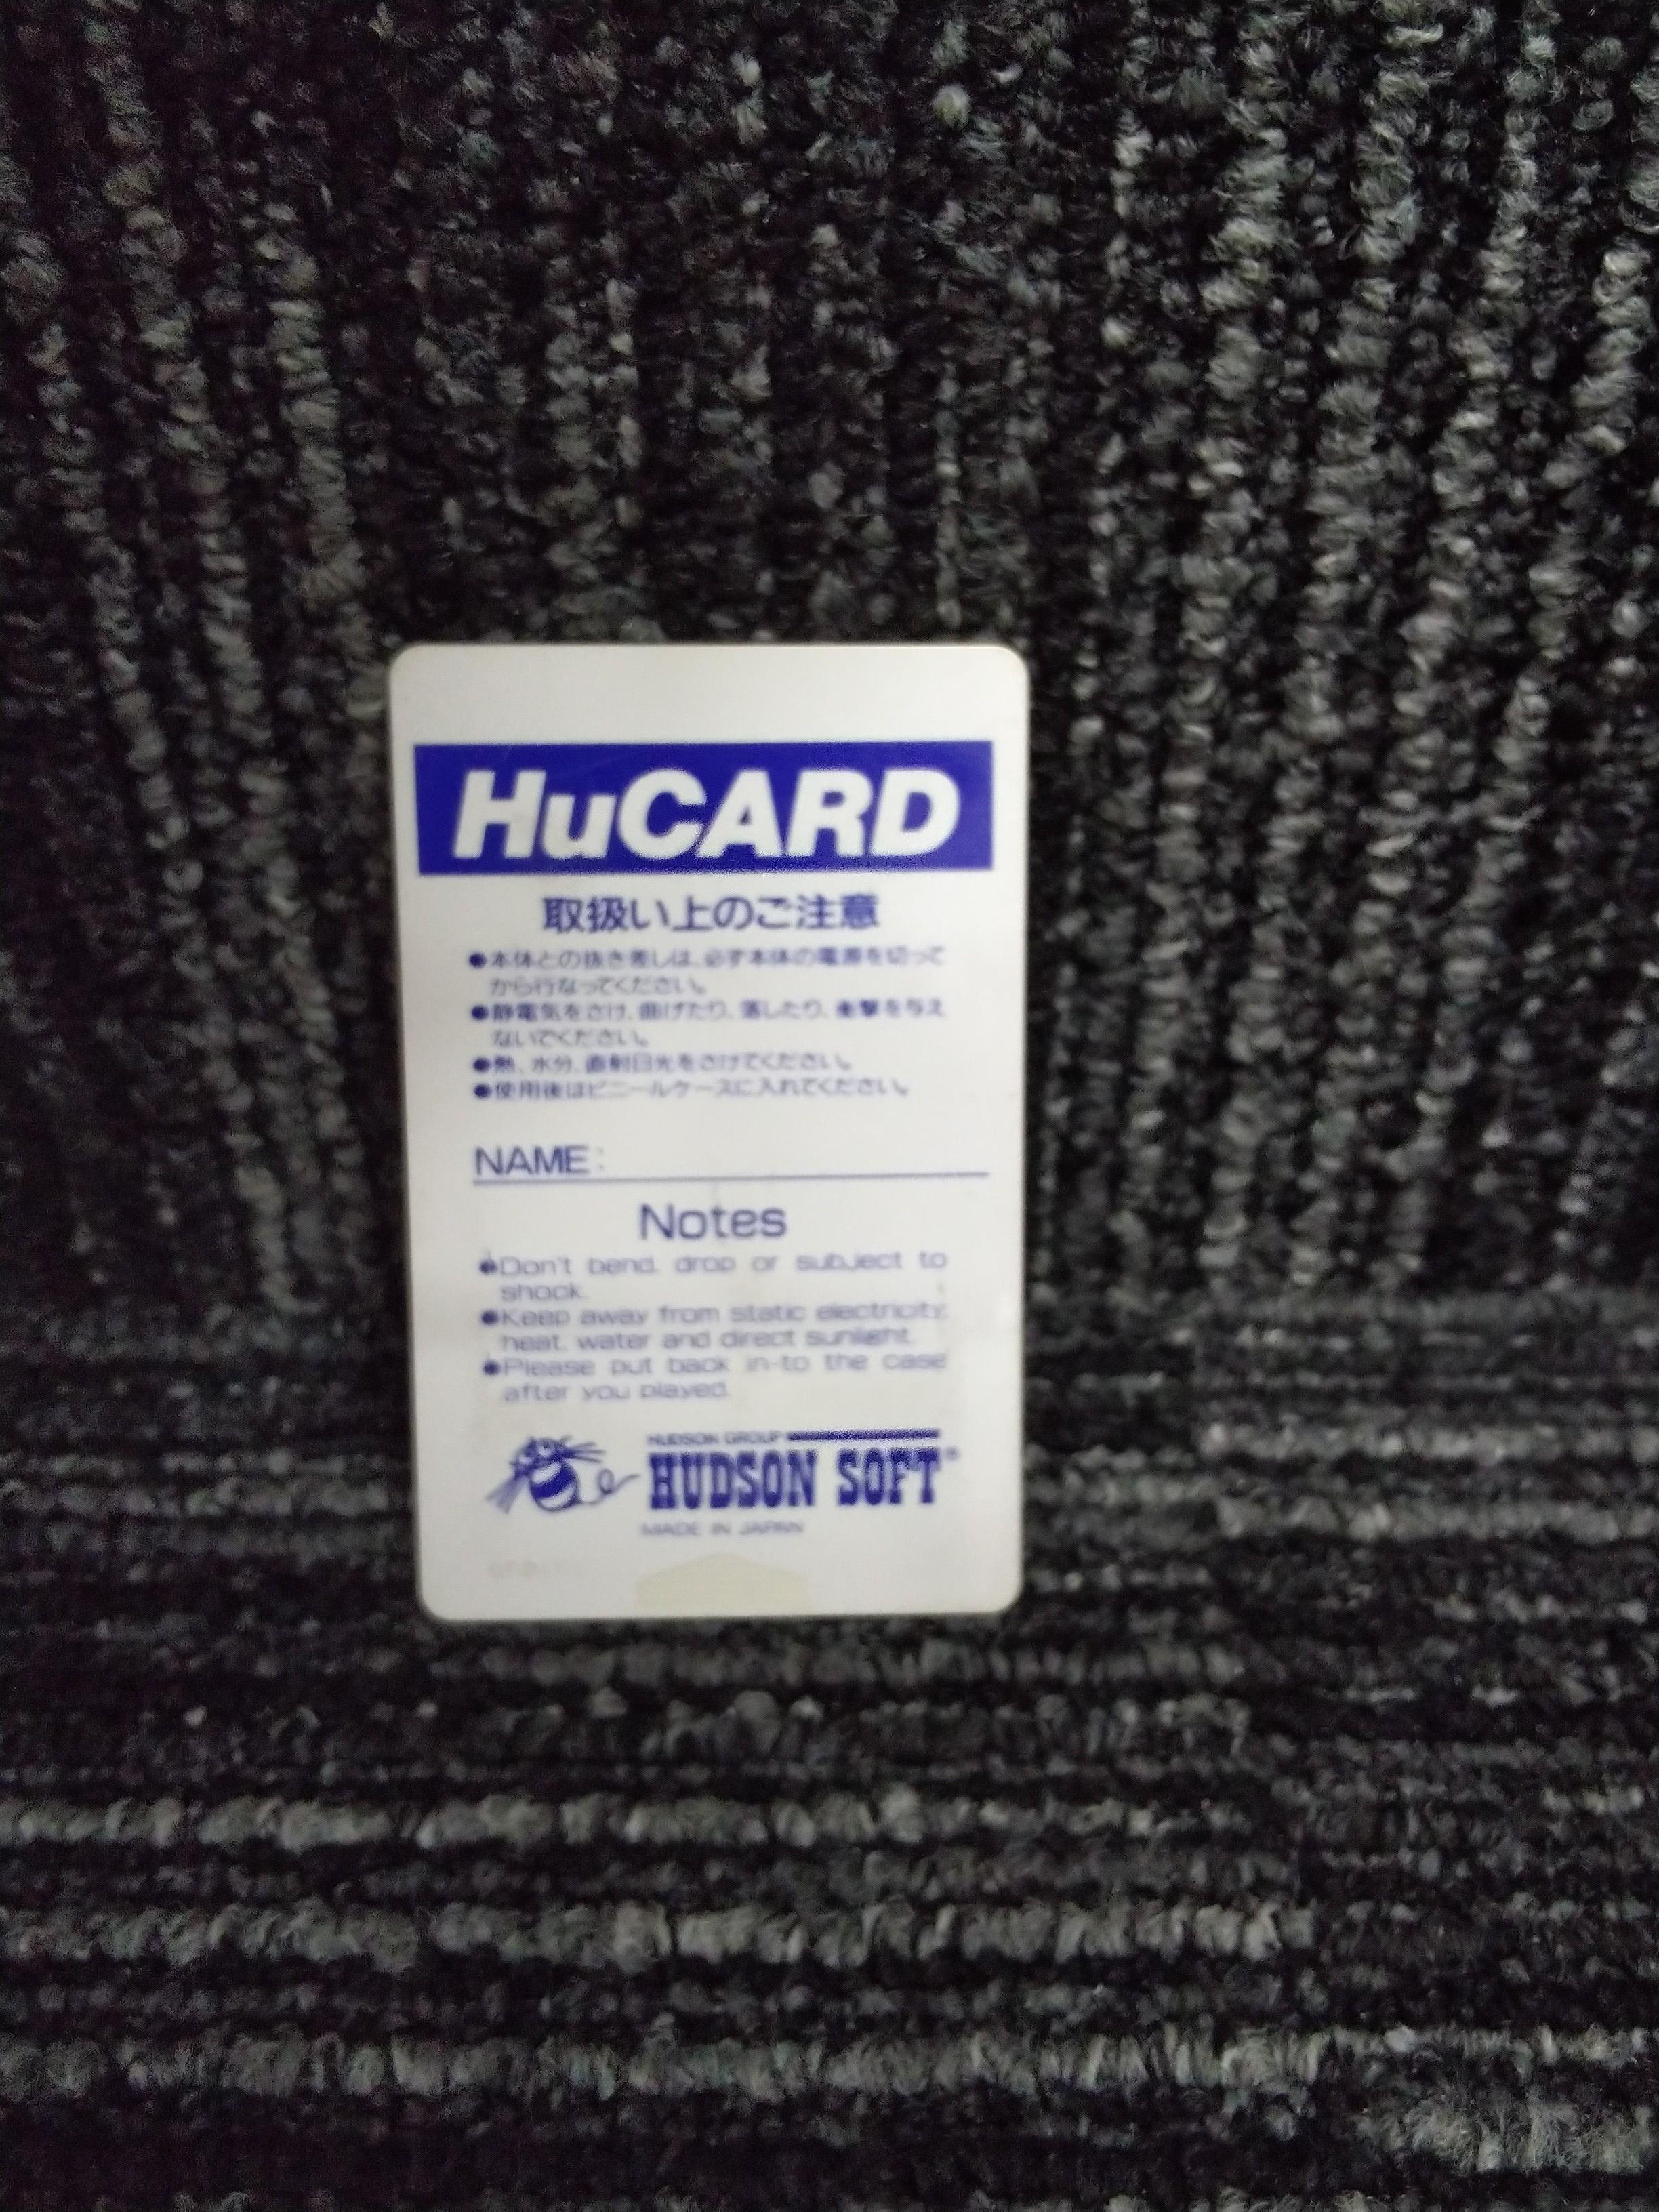 HuCARD
取扱い上のご注意
●本体との抜き差しは、必ず本体の電源を切って
から行なってください。
●静電気をさけ、曲げたり、落したり、衝撃を与え
ないでください。
●熱、水分、直射日光をさけてください。
●使用後はビニールケースに入れてください。
NAME:
Notes
●Don't bend, drop or subject to
shock.
●Keep away from static electricity,
heat, water and direct sunlight.
●Please put back in-to the case
after you played.
HUDSON GROUP
HUDSON SOFT®
MADE IN JAPAN